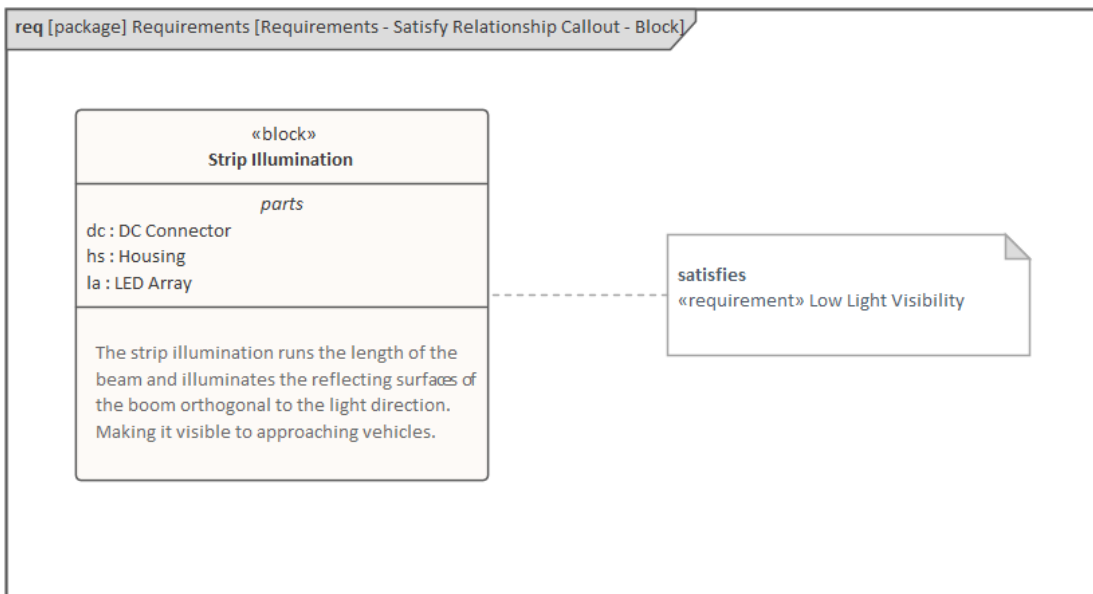 req [package] Requirements [Requirements - Satisfy Relationship Callout - Block]
«block»
Strip Illumination
parts
dc : DC Connector
hs : Housing
la : LED Array
The strip illumination runs the length of the
beam and illuminates the reflecting surfaces of
the boom orthogonal to the light direction.
Making it visible to approaching vehicles.
satisfies
«requirement» Low Light Visibility